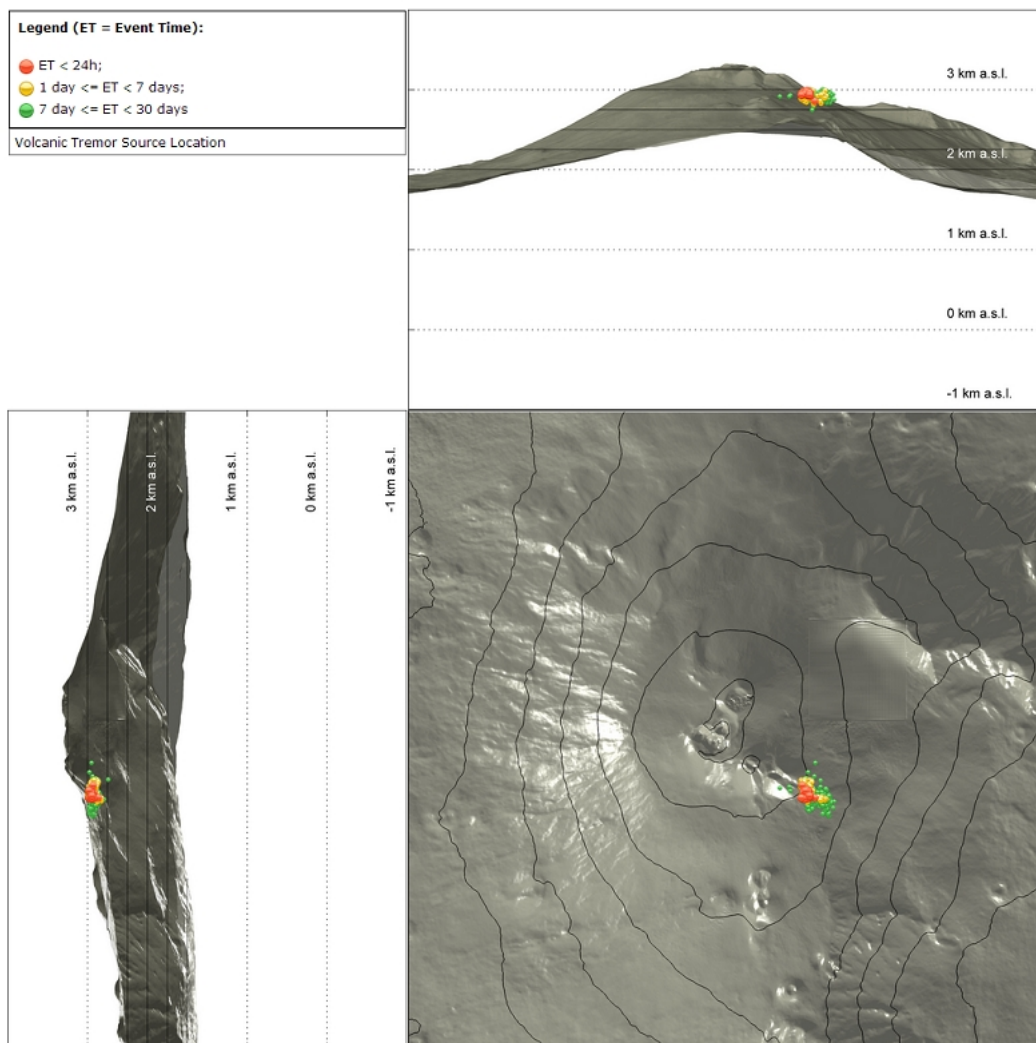 Legend (ET = Event Time):
ET < 24h;
1 day <= ET < 7 days;
7 day <= ET < 30 days
Volcanic Tremor Source Location
3 km a.s.l.
2 km a.s.l.
1 km a.s.l.
0 km a.s.l.
-1 km a.s.l.
3 km a.s.l.
2 km a.s.l.
1 km a.s.l.
0 km a.s.l.
-1 km a.s.l.